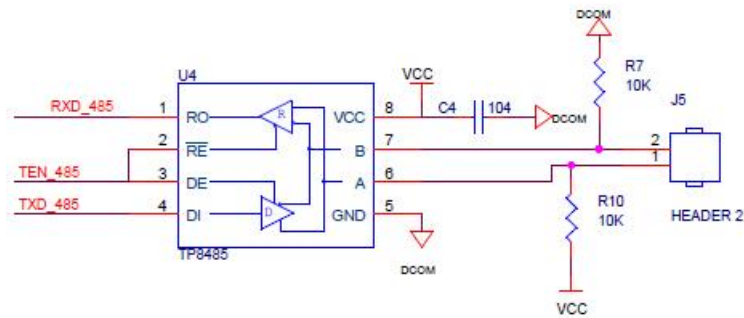 DCOM
U4
VCC
R7
10K
J5
RXD_485
1
RO
R
VCC
8
C4
104
DCOM
2
RE
B
7
2
TEN_485
3
DE
A
6
1
TXD_485
4
DI
D
GND
5
R10
10K
HEADER 2
TP8485
DCOM
VCC